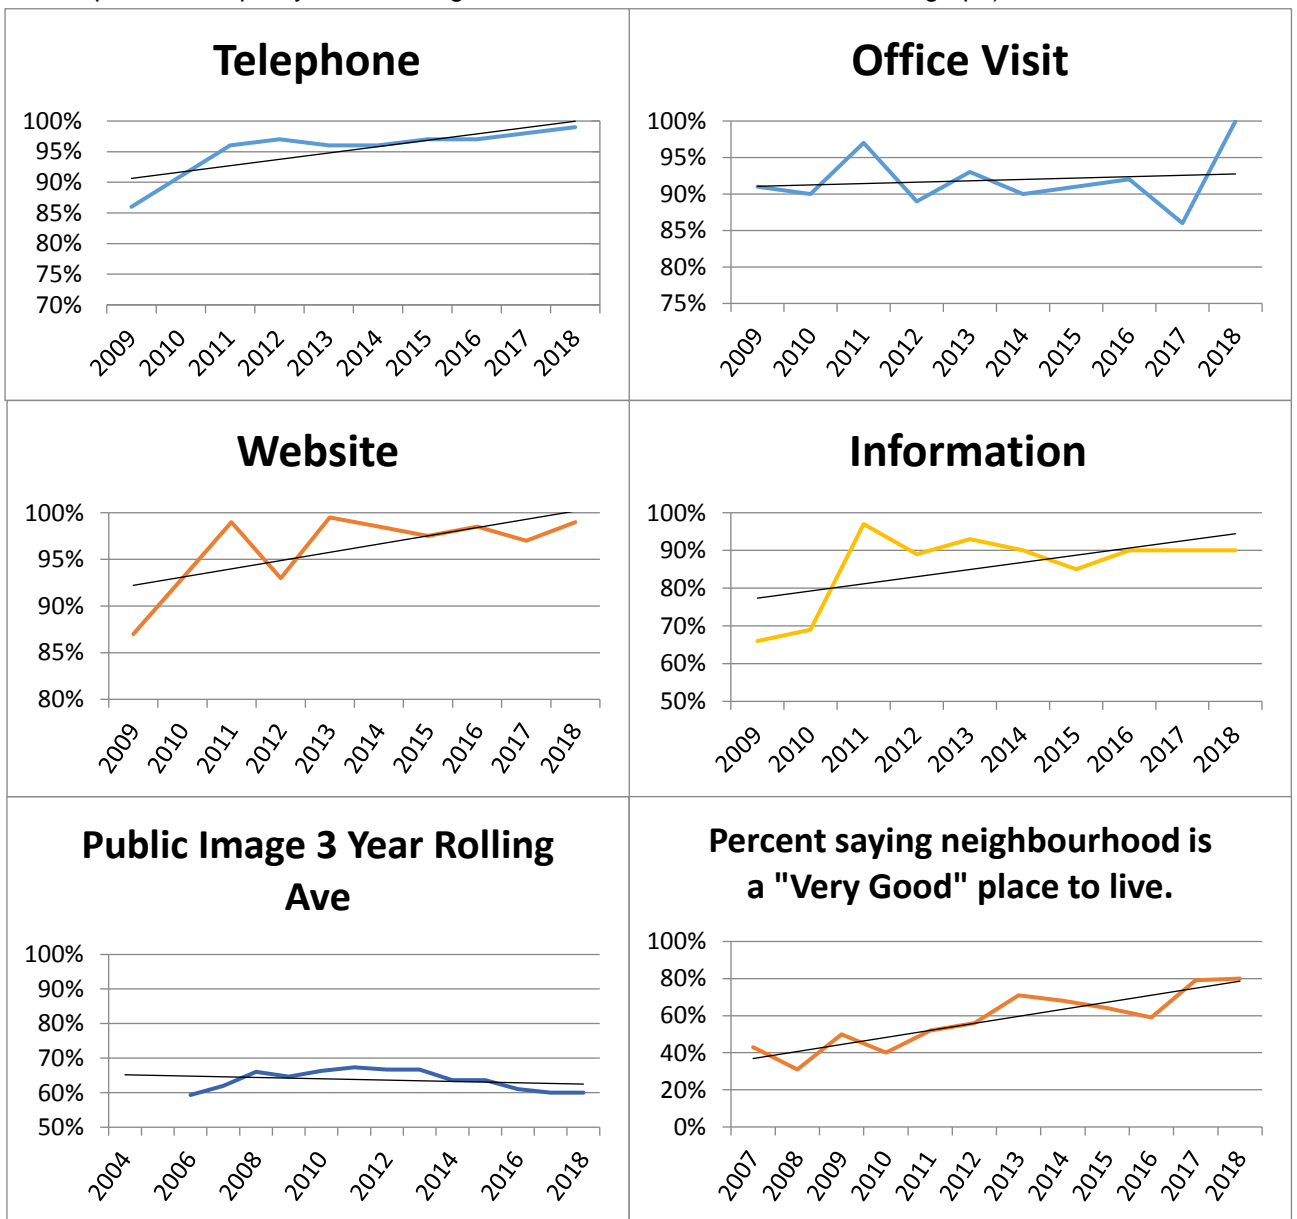 Telephone
100%
95%
90%
85%
80%
75%
70%
2009 2010 2011 2012 2013 2014 2015 2016 2017 2018
Office Visit
100%
95%
90%
85%
80%
75%
2009 2010 2011 2012 2013 2014 2015 2016 2017 2018
Website
100%
95%
90%
85%
80%
2009 2010 2011 2012 2013 2014 2015 2016 2017 2018
Information
100%
90%
80%
70%
60%
50%
2009 2010 2011 2012 2013 2014 2015 2016 2017 2018
Public Image 3 Year Rolling
Ave
100%
90%
80%
70%
60%
50%
2004 2006 2008 2010 2012 2014 2016 2018
Percent saying neighbourhood is
a "Very Good" place to live.
100%
80%
60%
40%
20%
0%
2007 2008 2009 2010 2011 2012 2013 2014 2015 2016 2017 2018